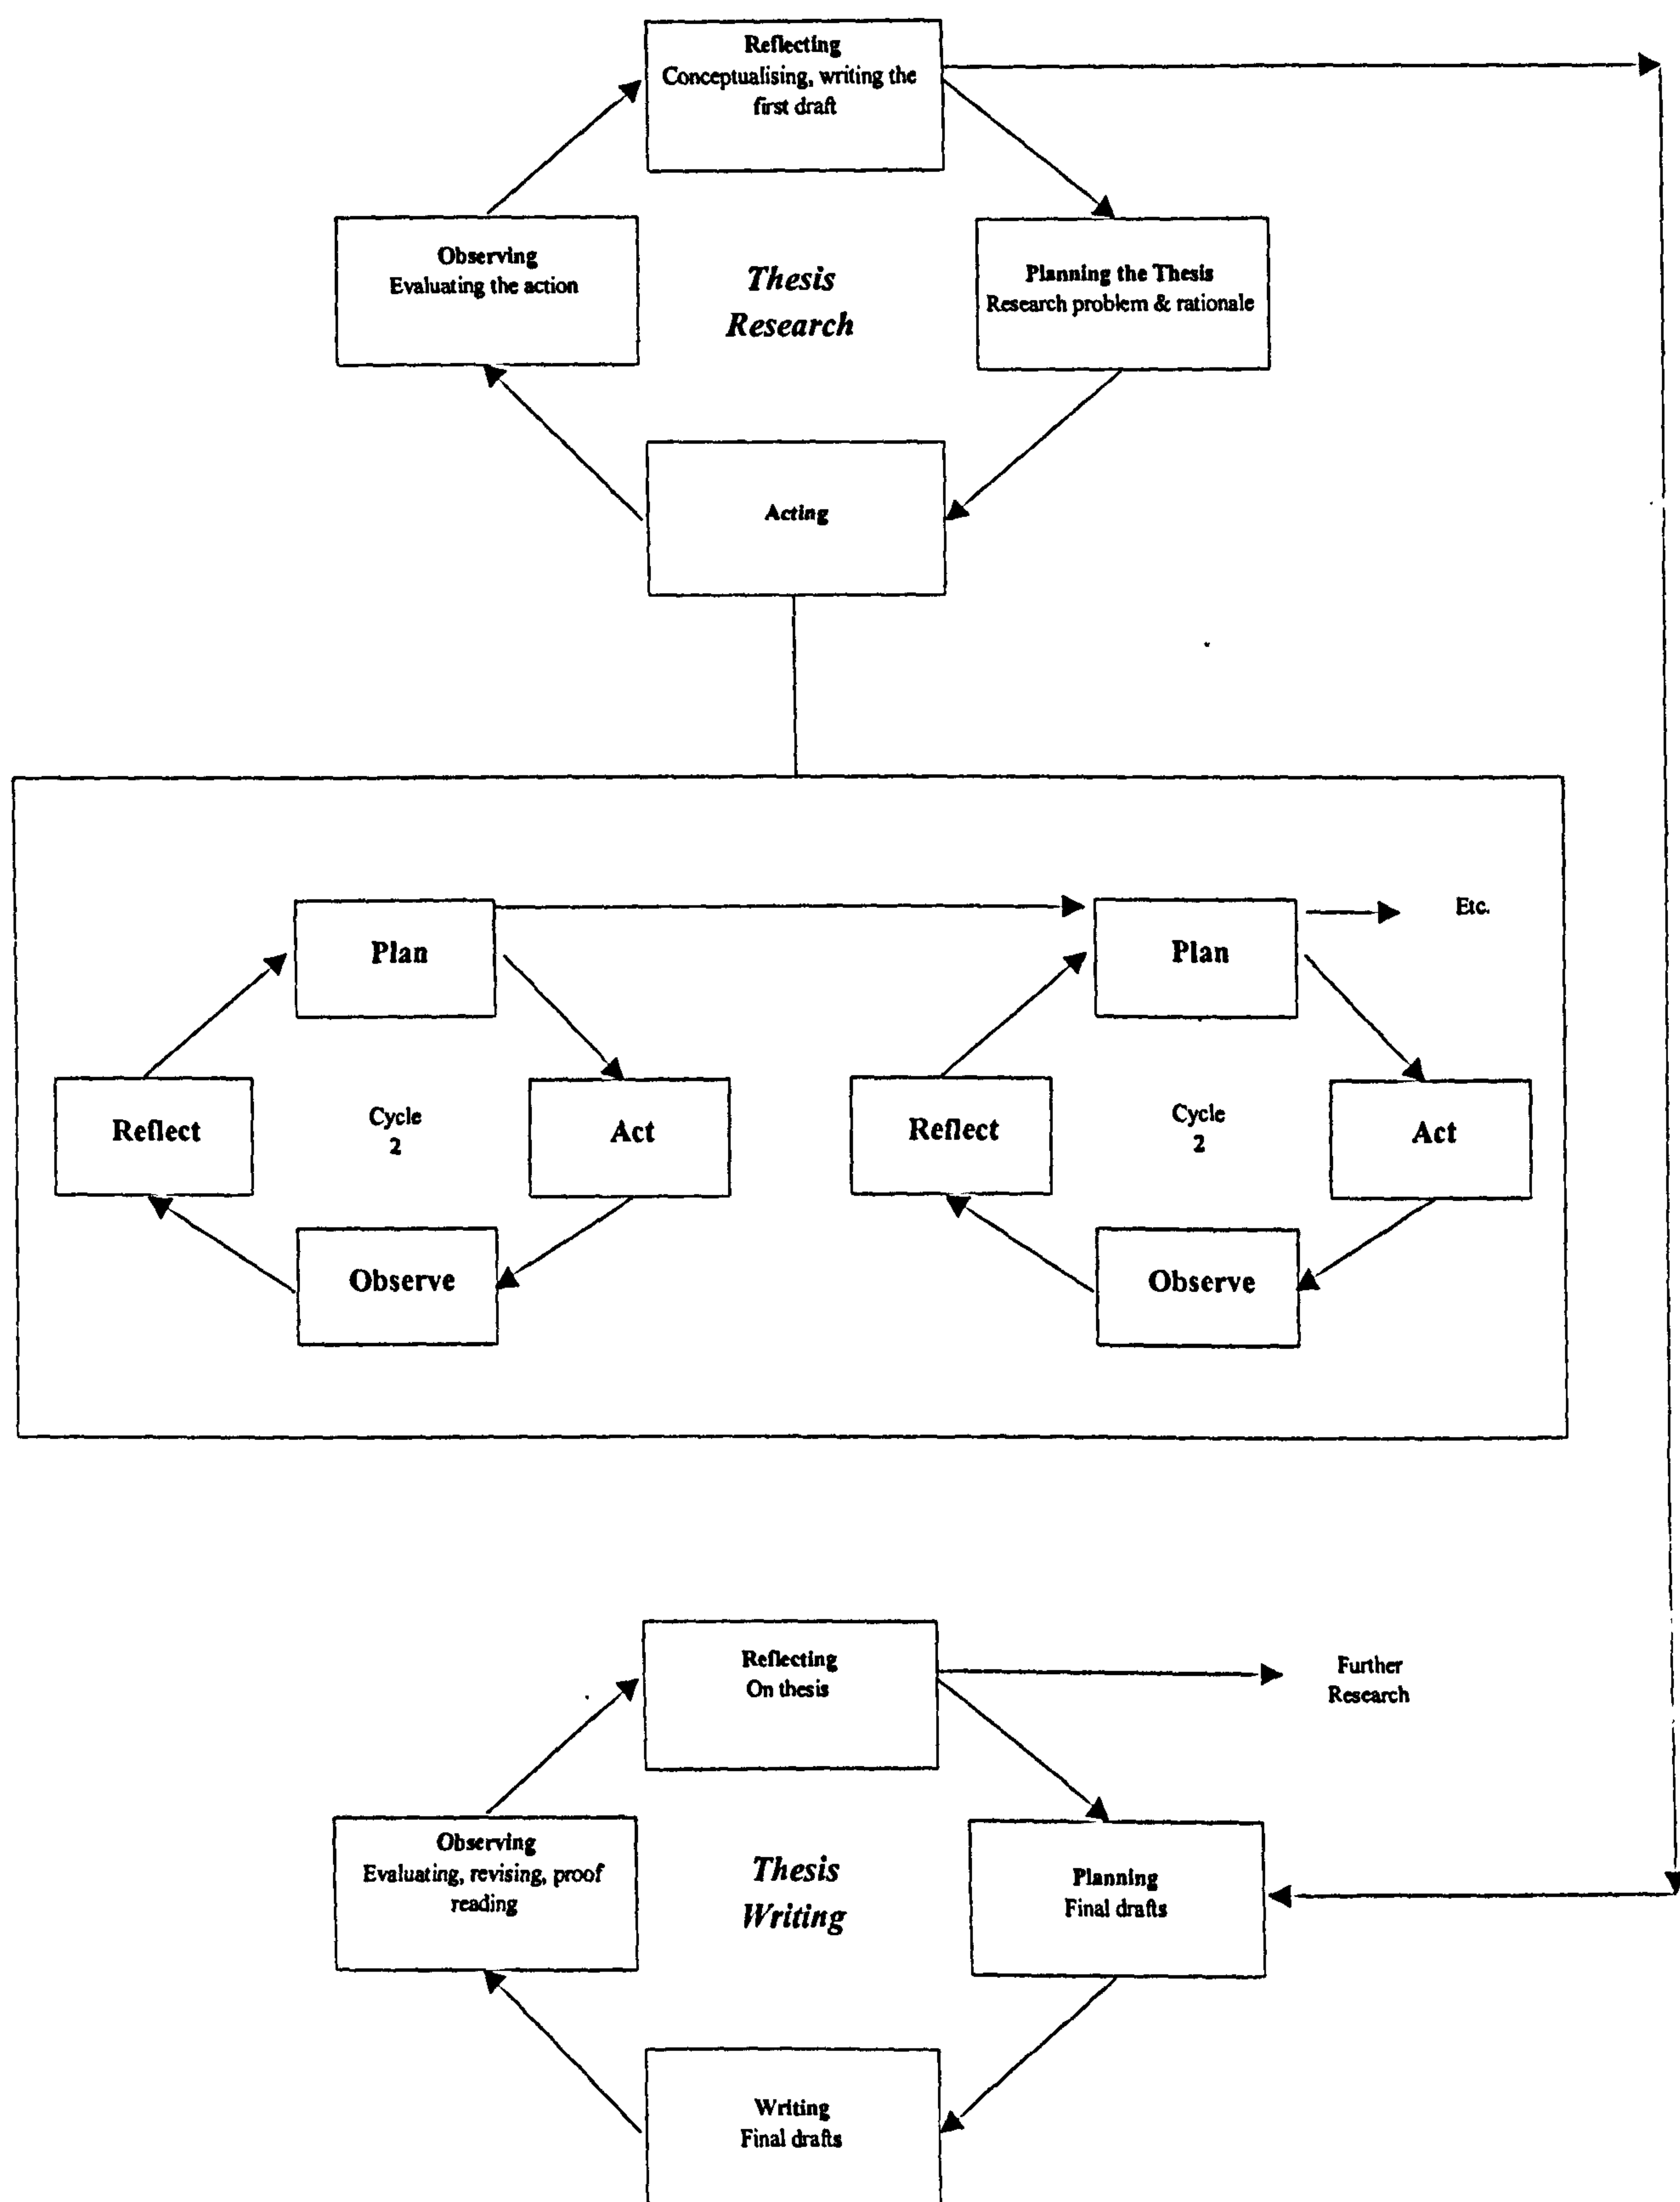 Reflecting
Conceptualising, writing the
first draft
Observing
Evaluating the action
Thesis
Research
Planning the Thesis
Research problem & rationale
Acting
Plan
Plan
Etc.
Reflect
Cycle
2
Act
Reflect
Cycle
2
Act
Observe
Observe
Reflecting
On thesis
Further
Research
Observing
Evaluating, revising, proof
reading
Thesis
Writing
Planning
Final drafts
Writing
Final drafts